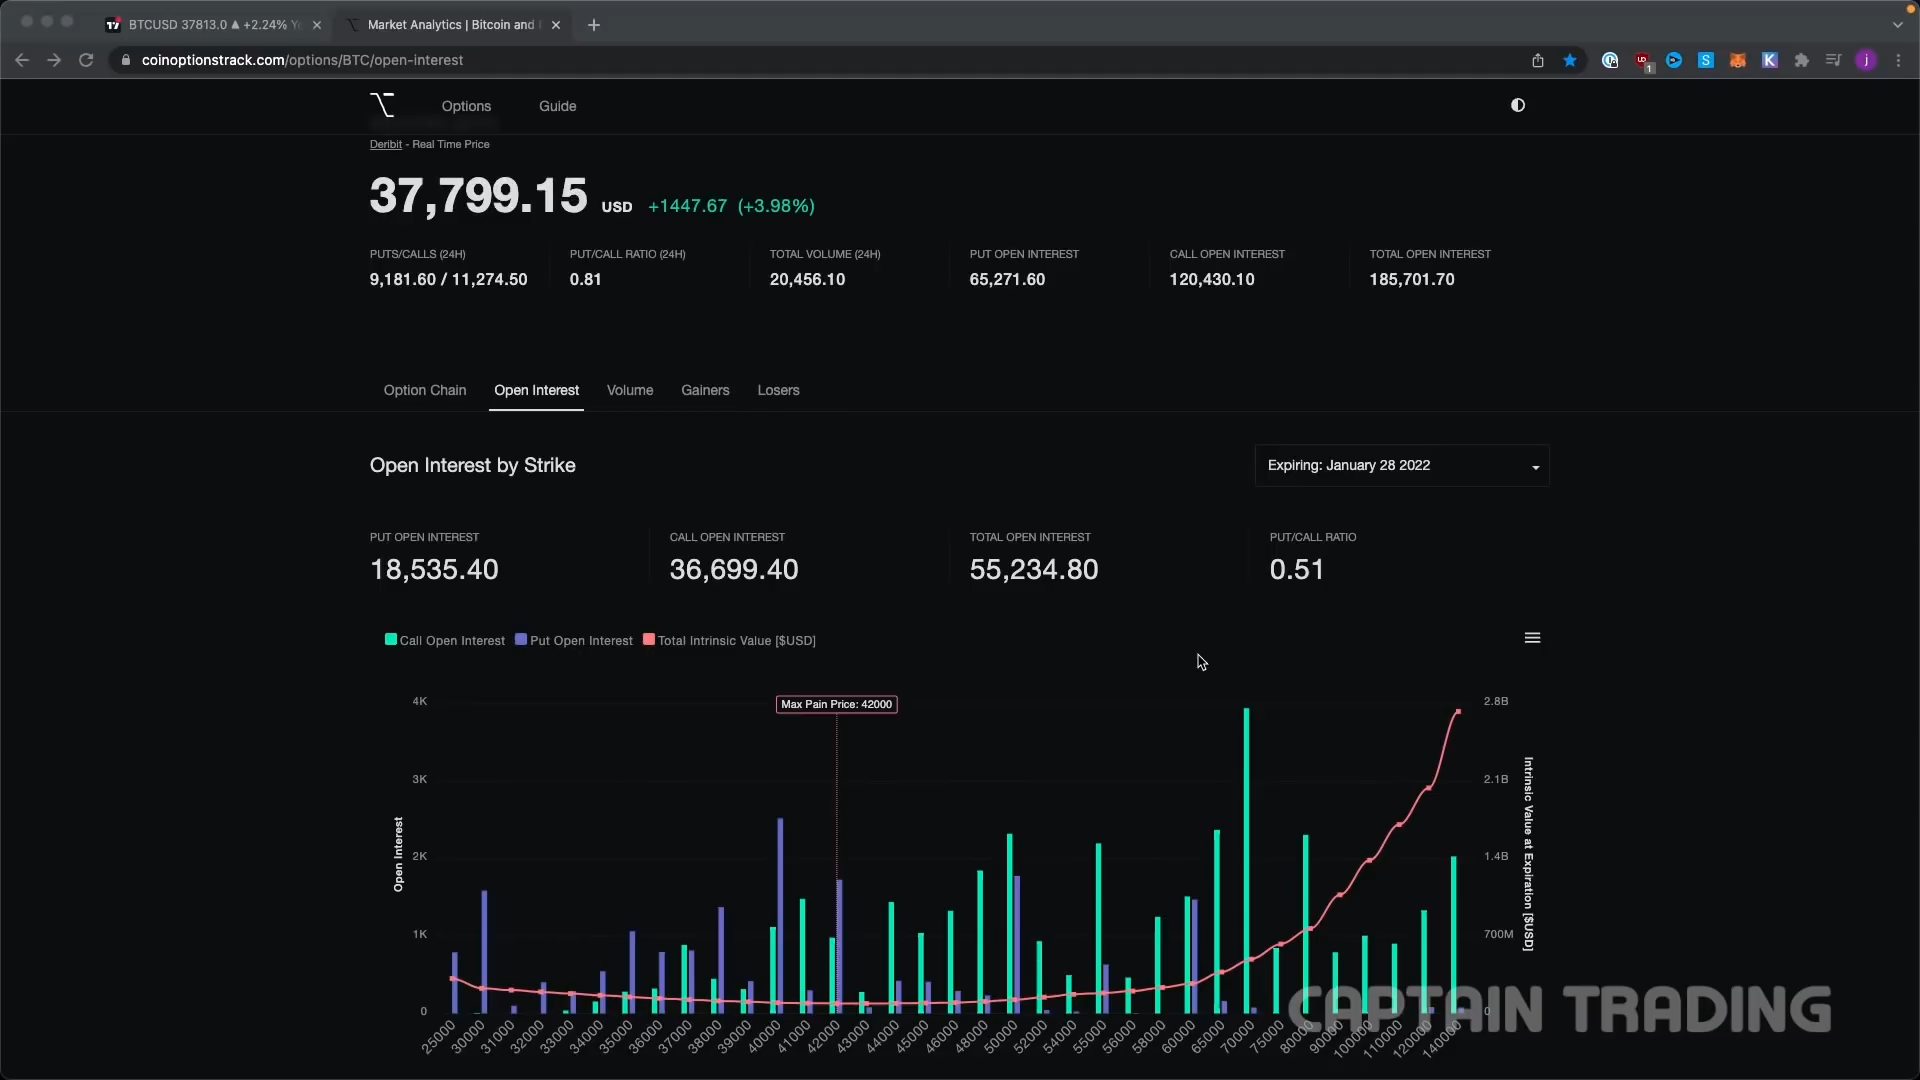 BTCUSD 37813.0 ▲ +2.24%
Market Analytics | Bitcoin and
coinoptionstrack.com/options/BTC/open-interest
Options Guide
Deribit - Real Time Price
37,799.15 USD +1447.67 (+3.98%)
PUTS/CALLS (24H) PUT/CALL RATIO (24H) TOTAL VOLUME (24H) PUT OPEN INTEREST CALL OPEN INTEREST TOTAL OPEN INTEREST
9,181.60 / 11,274.50 0.81 20,456.10 65,271.60 120,430.10 185,701.70
Option Chain Open Interest Volume Gainers Losers
Open Interest by Strike
Expiring: January 28 2022
PUT OPEN INTEREST CALL OPEN INTEREST TOTAL OPEN INTEREST PUT/CALL RATIO
18,535.40 36,699.40 55,234.80 0.51
Call Open Interest Put Open Interest Total Intrinsic Value [$USD]
Max Pain Price: 42000
4K 2.8B
3K 2.1B
2K 1.4B
1K 700M
0 0
Open Interest
Intrinsic Value at Expiration [$USD]
25000 30000 31000 32000 33000 34000 35000 36000 37000 38000 39000 40000 41000 42000 43000 44000 45000 46000 48000 50000 52000 54000 55000 56000 58000 60000 65000 70000 75000 80000 90000 100000 110000 120000 140000
CAPTAIN TRADING